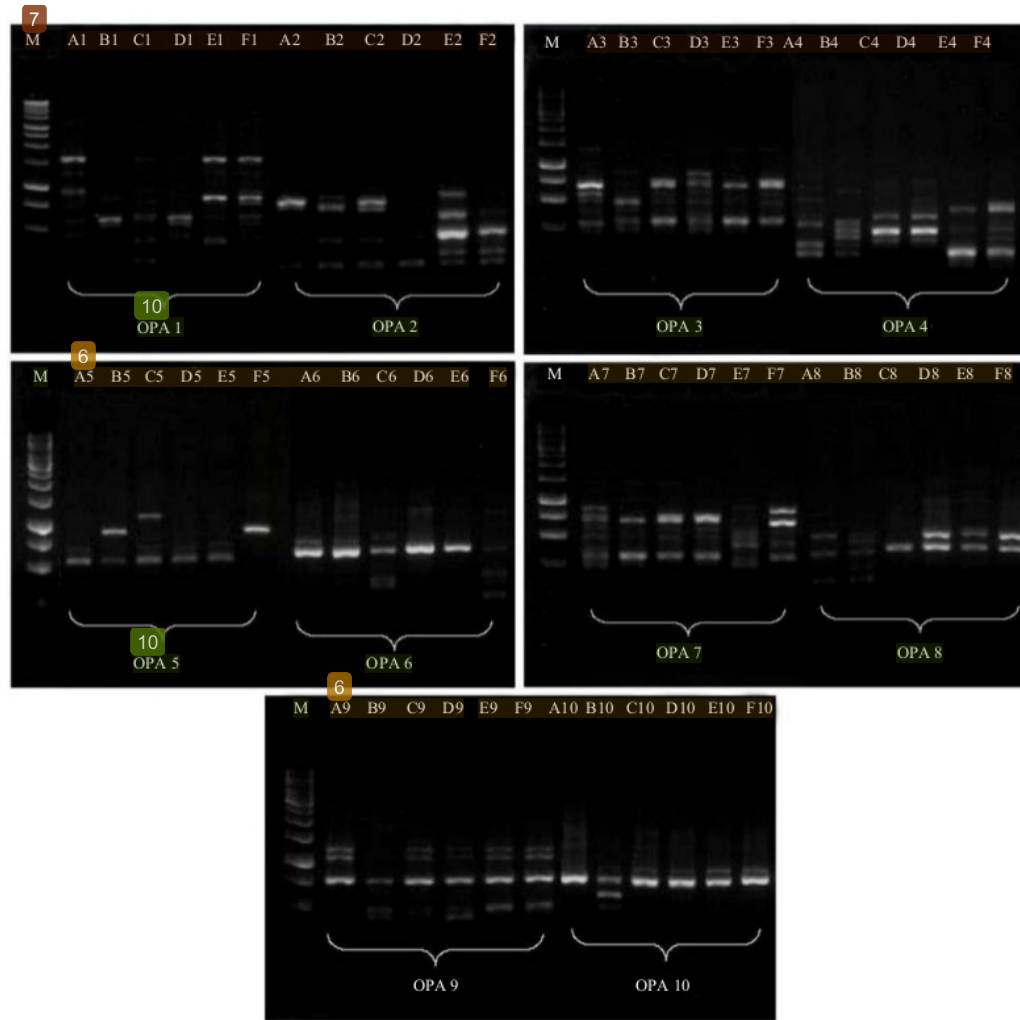 7
M A1 B1 C1 D1 E1 F1 A2 B2 C2 D2 E2 F2
10
OPA 1 OPA 2
M A3 B3 C3 D3 E3 F3 A4 B4 C4 D4 E4 F4
OPA 3 OPA 4
6
M A5 B5 C5 D5 E5 F5 A6 B6 C6 D6 E6 F6
10
OPA 5 OPA 6
M A7 B7 C7 D7 E7 F7 A8 B8 C8 D8 E8 F8
OPA 7 OPA 8
6
M A9 B9 C9 D9 E9 F9 A10 B10 C10 D10 E10 F10
OPA 9 OPA 10